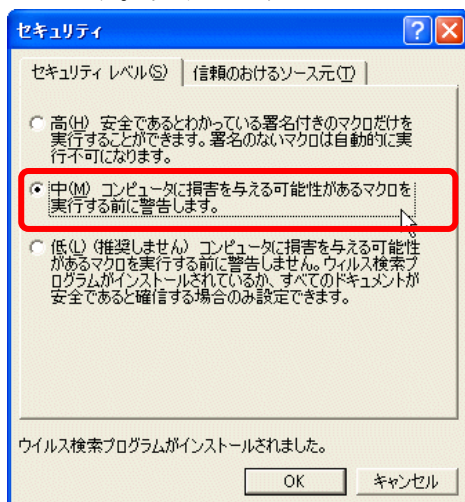 セキュリティ
セキュリティ レベル(S)
信頼のおけるソース元(T)
高(H) 安全であるとわかっている署名付きのマクロだけを
実行することができます。署名のないマクロは自動的に実
行不可になります。
中(M) コンピュータに損害を与える可能性があるマクロを
実行する前に警告します。
低(L) (推奨しません) コンピュータに損害を与える可能性
があるマクロを実行する前に警告しません。ウィルス検索プ
ログラムがインストールされているか、すべてのドキュメントが
安全であると確信する場合のみ設定できます。
ウイルス検索プログラムがインストールされました。
OK
キャンセル